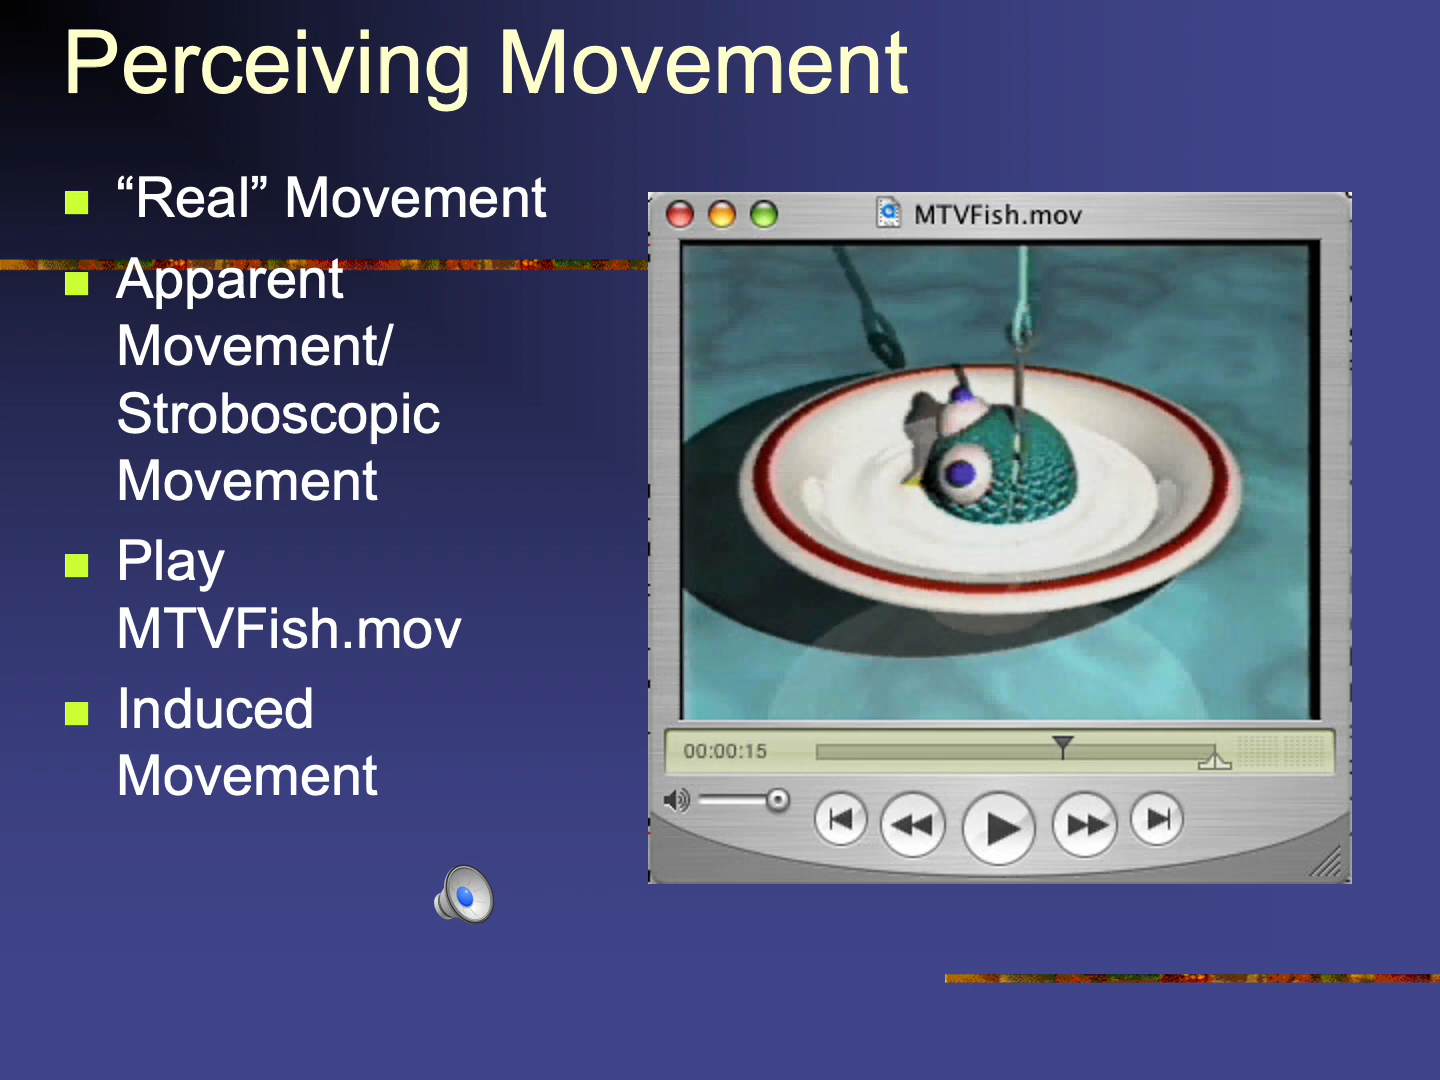 Perceiving Movement
“Real” Movement
Apparent
Movement/
Stroboscopic
Movement
Play
MTVFish.mov
Induced
Movement
MTVFish.mov
00:00:15